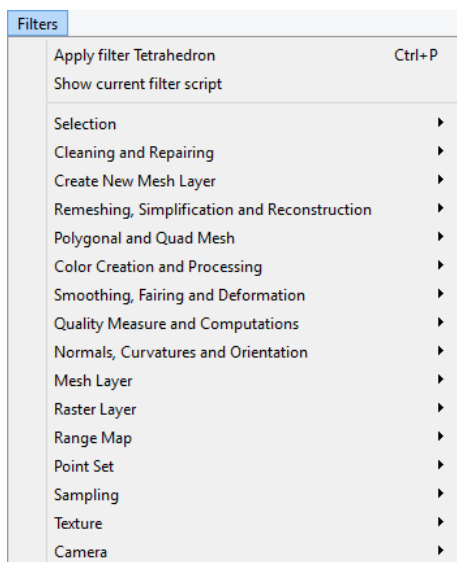 Filters
Apply filter Tetrahedron Ctrl+P
Show current filter script
Selection
Cleaning and Repairing
Create New Mesh Layer
Remeshing, Simplification and Reconstruction
Polygonal and Quad Mesh
Color Creation and Processing
Smoothing, Fairing and Deformation
Quality Measure and Computations
Normals, Curvatures and Orientation
Mesh Layer
Raster Layer
Range Map
Point Set
Sampling
Texture
Camera